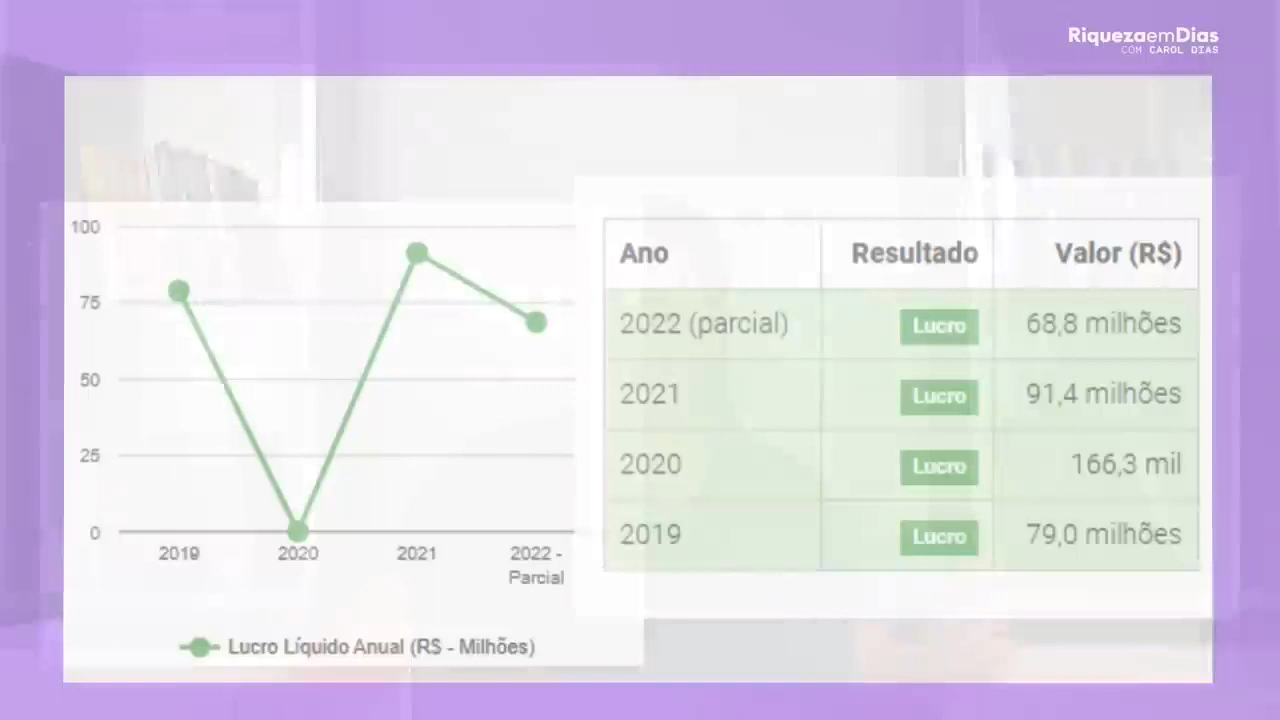 RiquezaemDias
COM CAROL DIAS
100
75
50
25
0
2019
2020
2021
2022 -
Parcial
Lucro Líquido Anual (R$ - Milhões)
Ano Resultado Valor (R$)
2022 (parcial) Lucro 68,8 milhões
2021 Lucro 91,4 milhões
2020 Lucro 166,3 mil
2019 Lucro 79,0 milhões